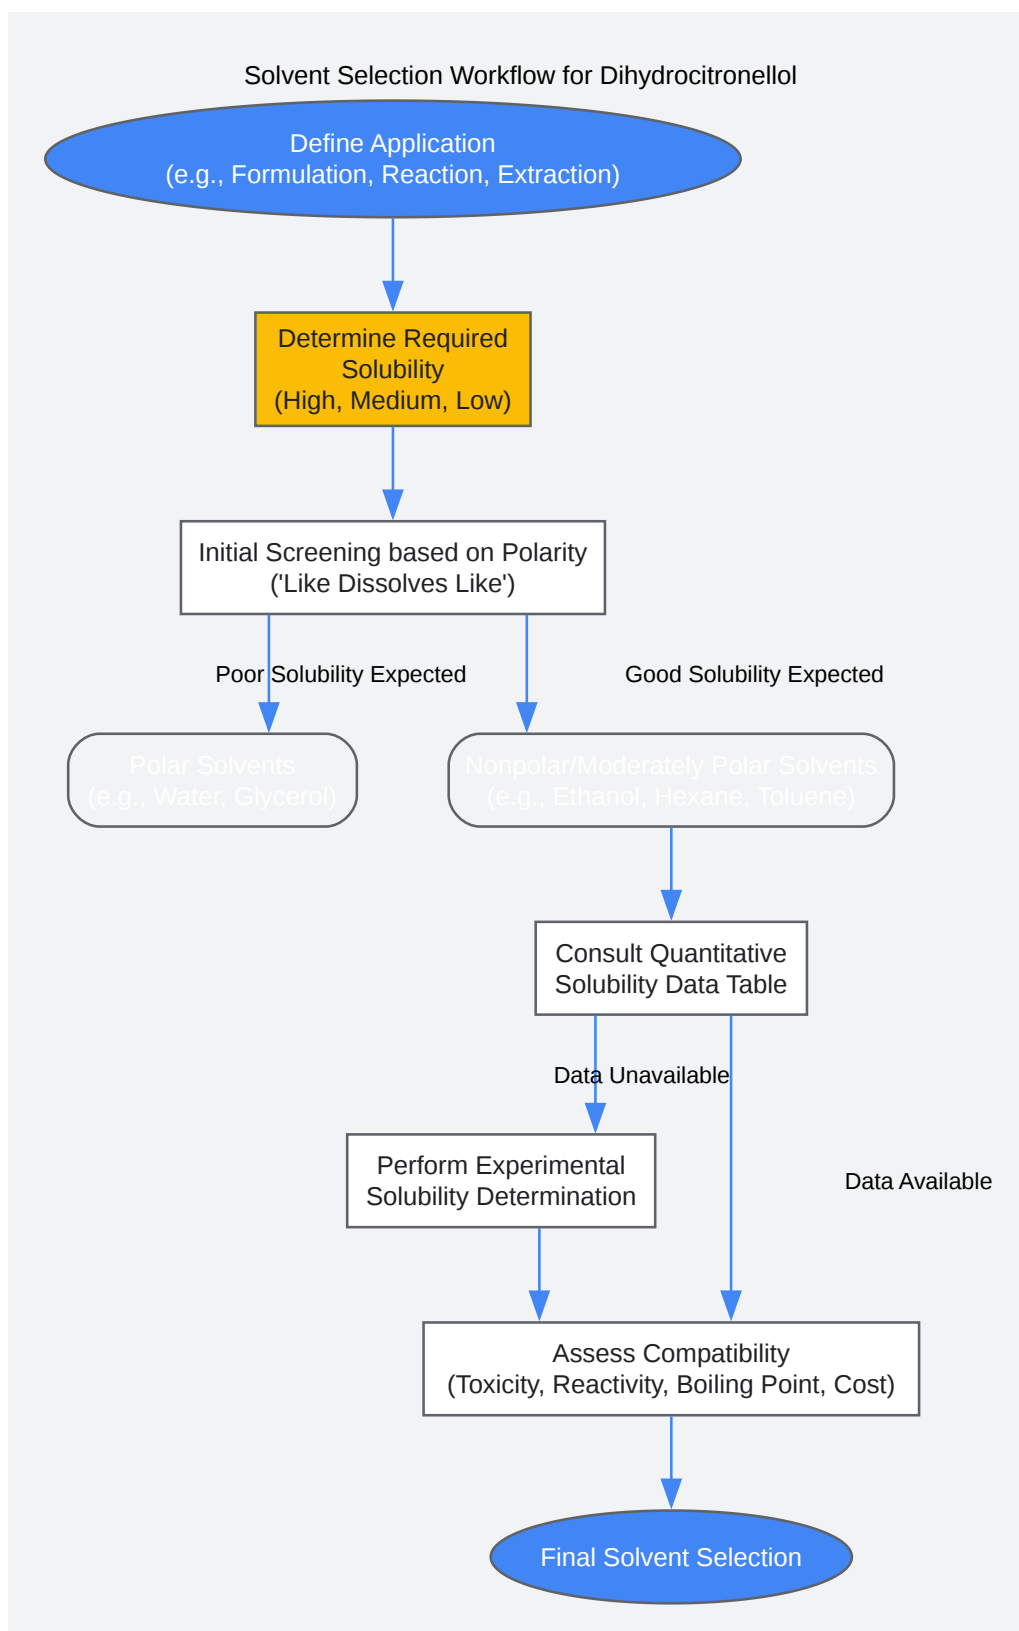 Solvent Selection Workflow for Dihydrocitronellol
Define Application
(e.g., Formulation, Reaction, Extraction)
Determine Required
Solubility
(High, Medium, Low)
Initial Screening based on Polarity
('Like Dissolves Like')
Poor Solubility Expected
Good Solubility Expected
Polar Solvents
(e.g., Water, Glycerol)
Nonpolar/Moderately Polar Solvents
(e.g., Ethanol, Hexane, Toluene)
Consult Quantitative
Solubility Data Table
Data Unavailable
Perform Experimental
Solubility Determination
Data Available
Assess Compatibility
(Toxicity, Reactivity, Boiling Point, Cost)
Final Solvent Selection